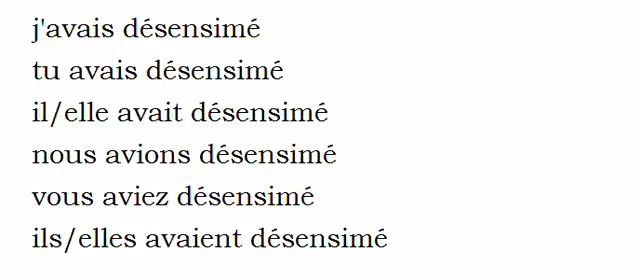 j'avais désensimé
tu avais désensimé
il/elle avait désensimé
nous avions désensimé
vous aviez désensimé
ils/elles avaient désensimé